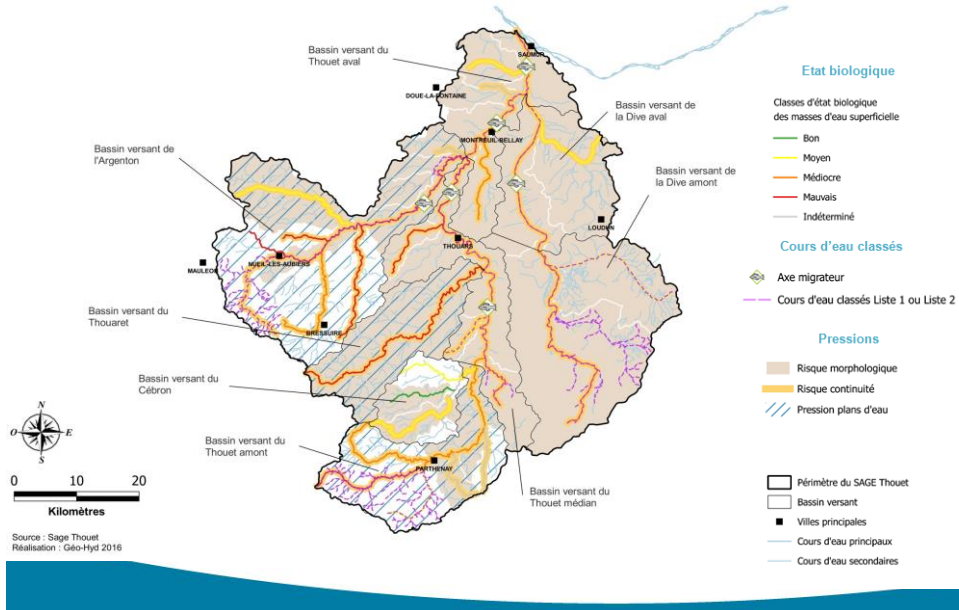 SAUMUR
Bassin versant du
Thouet aval
DOUE-LA-FONTAINE
Bassin versant de
la Dive aval
MONTREUIL-BELLAY
Bassin versant de
l'Argenton
Bassin versant de
la Dive amont
LOUDUN
THOUARS
MAULEON
NUEIL-LES-AUBIERS
Bassin versant du
Thouaret
BRESSUIRE
Bassin versant du
Cébron
Bassin versant du
Thouet amont
PARTHENAY
Bassin versant du
Thouet médian
N
O
E
S
0
10
20
Kilomètres
Source : Sage Thouet
Réalisation : Géo-Hyd 2016
Etat biologique
Classes d'état biologique
des masses d'eau superficielle
Bon
Moyen
Médiocre
Mauvais
Indéterminé
Cours d'eau classés
Axe migrateur
Cours d'eau classés Liste 1 ou Liste 2
Pressions
Risque morphologique
Risque continuité
Pression plans d'eau
Périmètre du SAGE Thouet
Bassin versant
Villes principales
Cours d'eau principaux
Cours d'eau secondaires